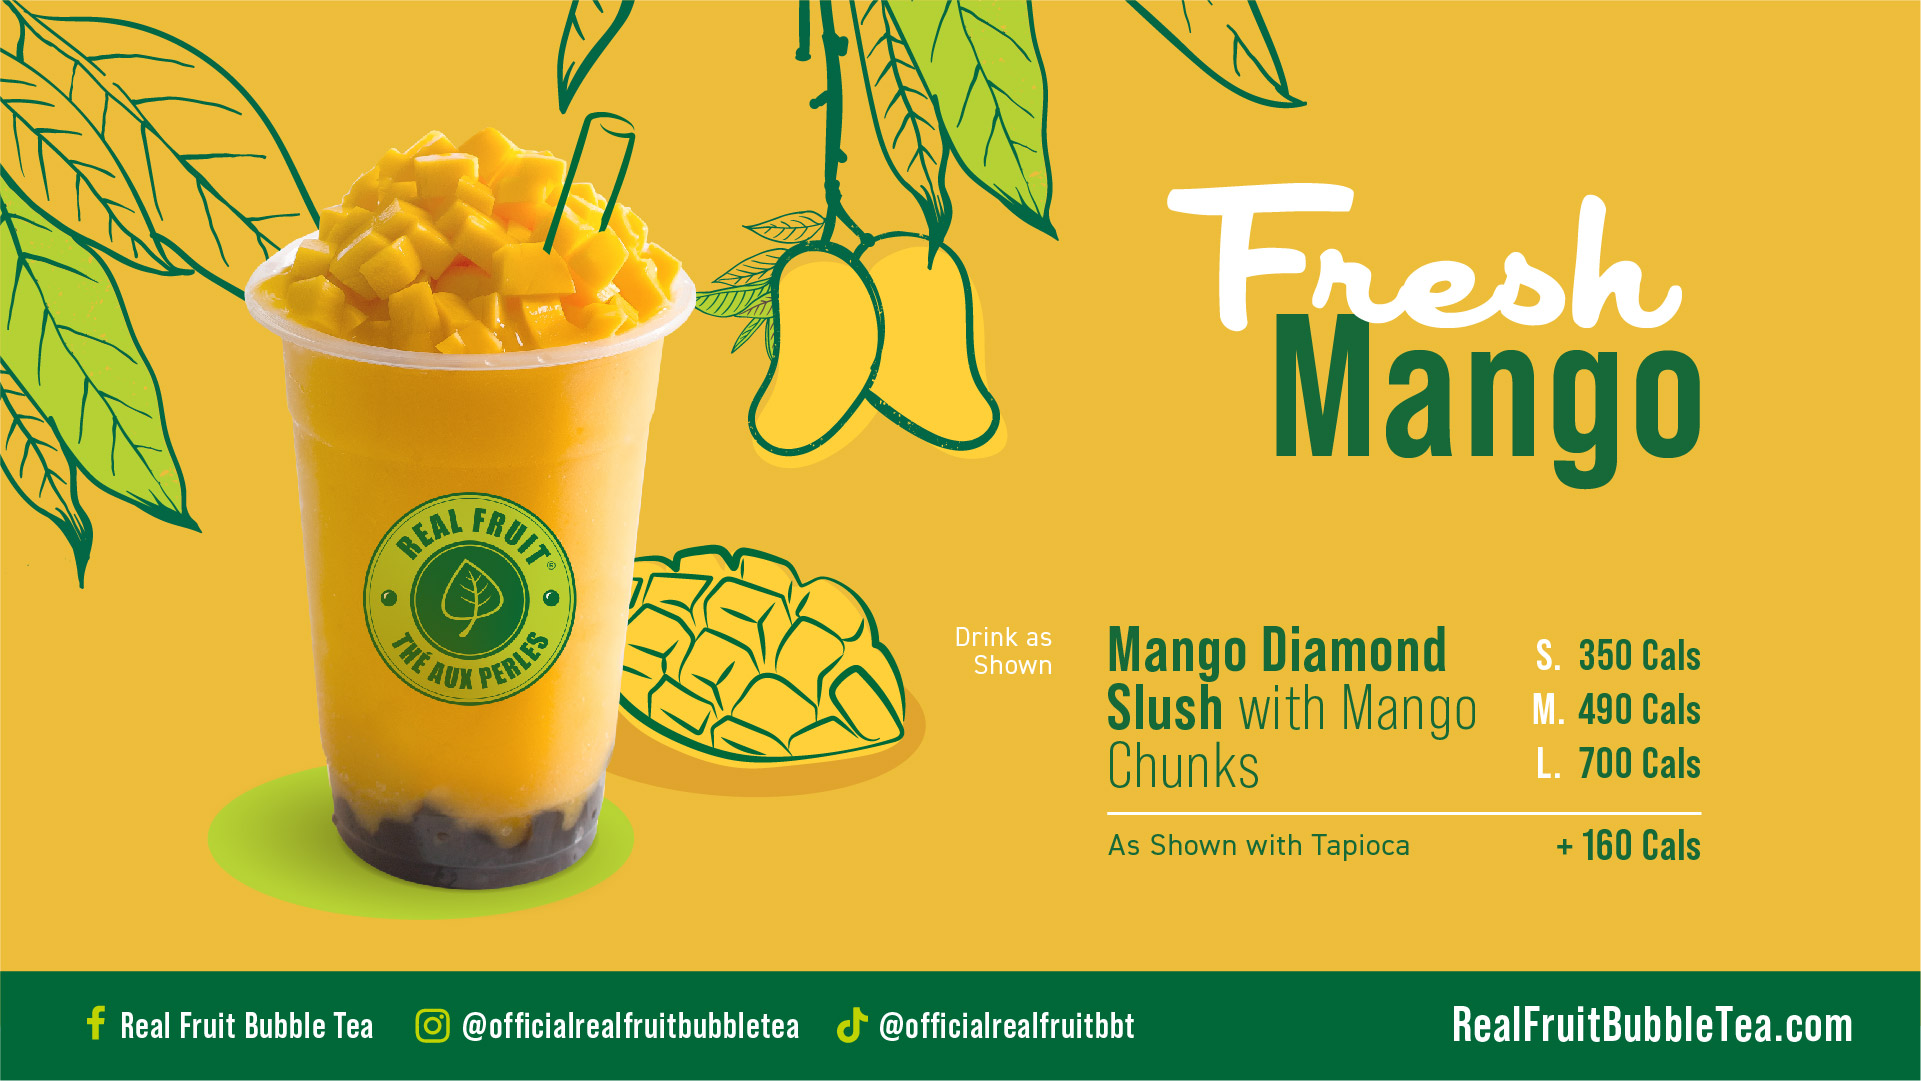 Fresh
Mango
REAL FRUIT®
THÉ AUX PERLES
Drink as
Shown
Mango Diamond
Slush with Mango
Chunks
S. 350 Cals
M. 490 Cals
L. 700 Cals
As Shown with Tapioca + 160 Cals
Real Fruit Bubble Tea @officialrealfruitbubbletea @officialrealfruitbbt RealFruitBubbleTea.com